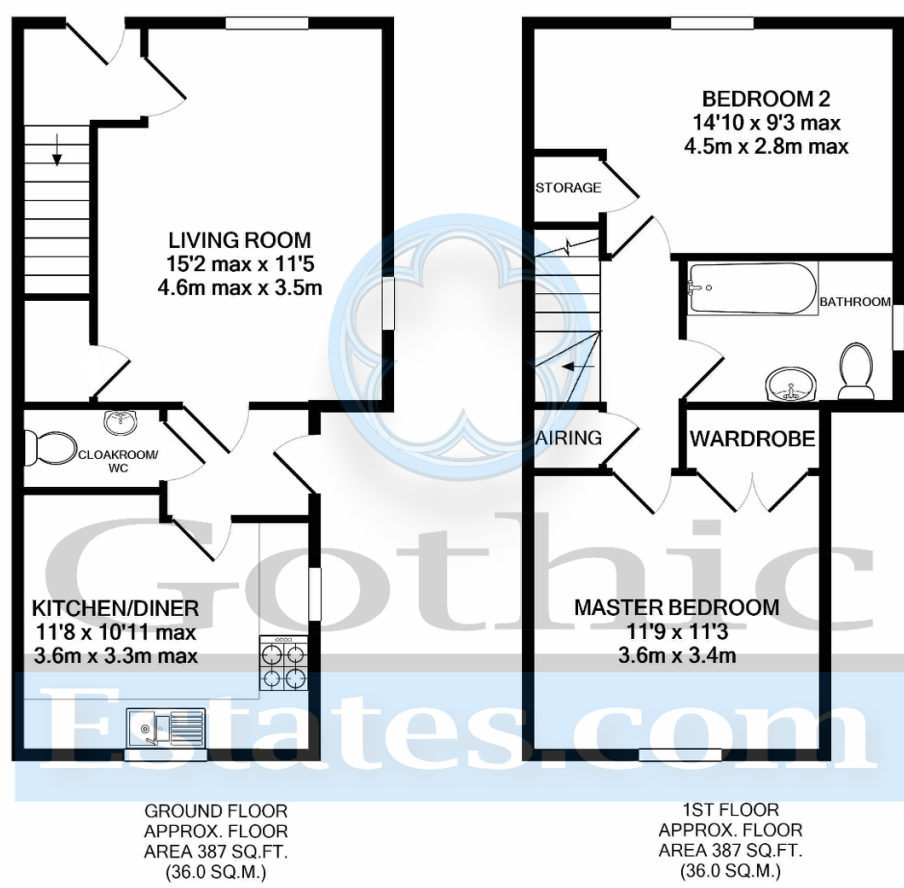 LIVING ROOM
15'2 max x 11'5
4.6m max x 3.5m
CLOAKROOM/
WC
KITCHEN/DINER
11'8 x 10'11 max
3.6m x 3.3m max
GROUND FLOOR
APPROX. FLOOR
AREA 387 SQ.FT.
(36.0 SQ.M.)
BEDROOM 2
14'10 x 9'3 max
4.5m x 2.8m max
STORAGE
BATHROOM
AIRING
WARDROBE
MASTER BEDROOM
11'9 x 11'3
3.6m x 3.4m
1ST FLOOR
APPROX. FLOOR
AREA 387 SQ.FT.
(36.0 SQ.M.)
Gothic
Estates.com